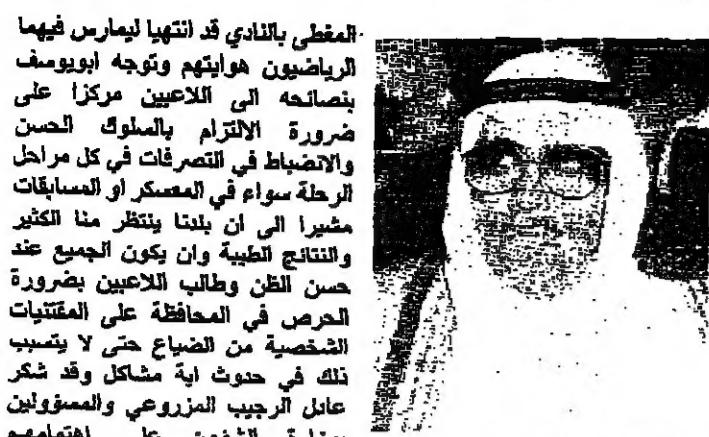 المغطى بالنادي قد انتهيا ليمارس فيهما
الرياضيون هوايتهم وتوجه ابويوسف
بنصائحه الى اللاعبين مركزا على
ضرورة الالتزام بالسلوك الحسن
والانضباط في التصرفات في كل مراحل
الرحلة سواء في المعسكر او المسابقات
مشيرا الى ان بلدنا ينتظر منا الكثير
والنتائج الطيبة وان يكون الجميع عند
حسن الظن وطالب اللاعبين بضرورة
الحرص في المحافظة على المقتنيات
الشخصية من الضياع حتى لا يتسبب
ذلك في حدوث اية مشاكل وقد شكر
عادل الرجيب المزروعي والمسؤولين
على اهتمامهم